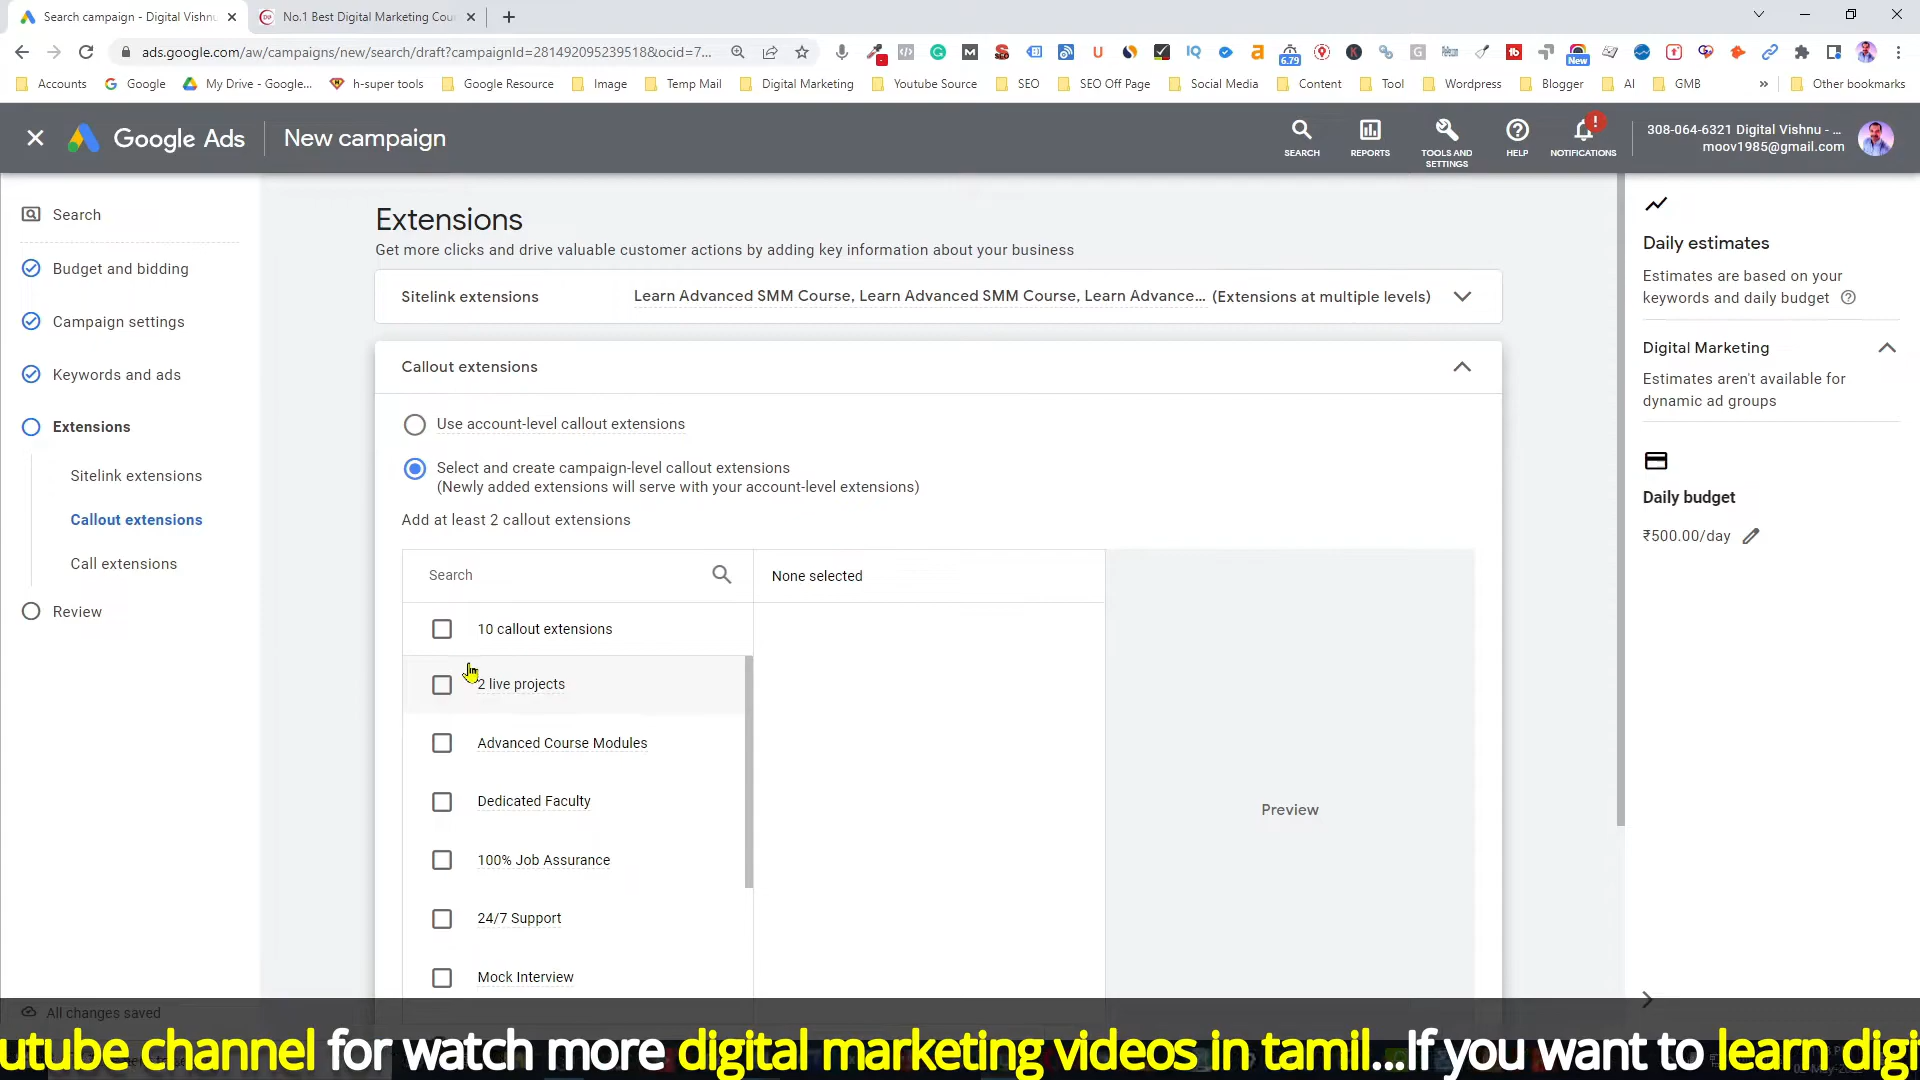 Search campaign - Digital Vishnu
No.1 Best Digital Marketing Cou
ads.google.com/aw/campaigns/new/search/draft?campaignId=281492095239518&ocid=7...
6.79
New
Accounts
Google
My Drive - Google...
h-super tools
Google Resource
Image
Temp Mail
Digital Marketing
Youtube Source
SEO
SEO Off Page
Social Media
Content
Tool
Wordpress
Blogger
AI
GMB
»
Other bookmarks
Google Ads
New campaign
SEARCH
REPORTS
TOOLS AND SETTINGS
HELP
NOTIFICATIONS
308-064-6321 Digital Vishnu - ...
moov1985@gmail.com
Search
Budget and bidding
Campaign settings
Keywords and ads
Extensions
Sitelink extensions
Callout extensions
Call extensions
Review
All changes saved
Extensions
Get more clicks and drive valuable customer actions by adding key information about your business
Sitelink extensions
Learn Advanced SMM Course, Learn Advanced SMM Course, Learn Advance... (Extensions at multiple levels)
Callout extensions
Use account-level callout extensions
Select and create campaign-level callout extensions
(Newly added extensions will serve with your account-level extensions)
Add at least 2 callout extensions
Search
None selected
10 callout extensions
2 live projects
Advanced Course Modules
Dedicated Faculty
100% Job Assurance
24/7 Support
Mock Interview
Preview
Daily estimates
Estimates are based on your
keywords and daily budget
Digital Marketing
Estimates aren't available for
dynamic ad groups
Daily budget
₹500.00/day
utube channel for watch more digital marketing videos in tamil...If you want to learn digi